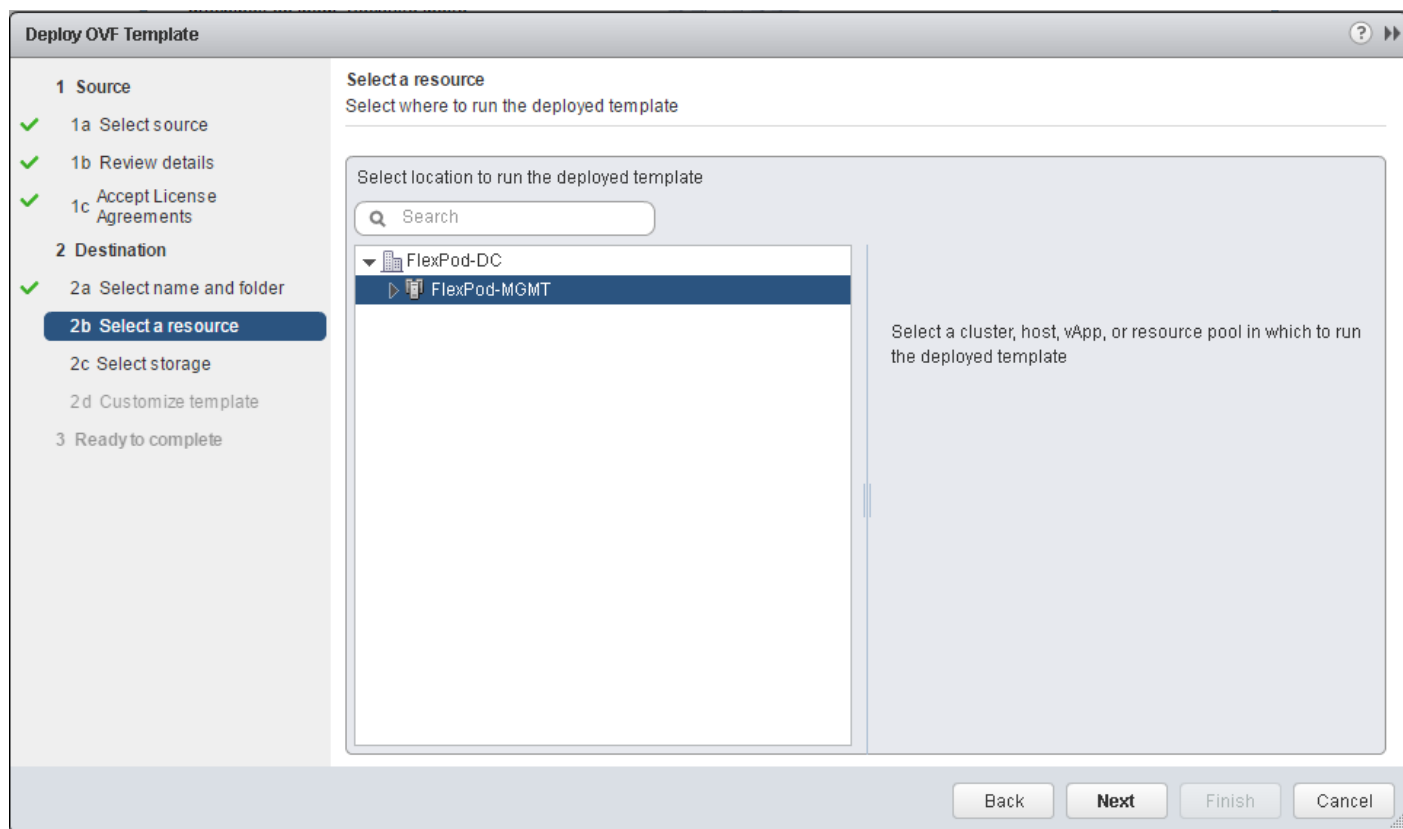 Deploy OVF Template
?
1 Source
1a Select source
1b Review details
1c Accept License
Agreements
2 Destination
2a Select name and folder
2b Select a resource
2c Select storage
2d Customize template
3 Ready to complete
Select a resource
Select where to run the deployed template
Select location to run the deployed template
Search
FlexPod-DC
FlexPod-MGMT
Select a cluster, host, vApp, or resource pool in which to run
the deployed template
Back
Next
Finish
Cancel